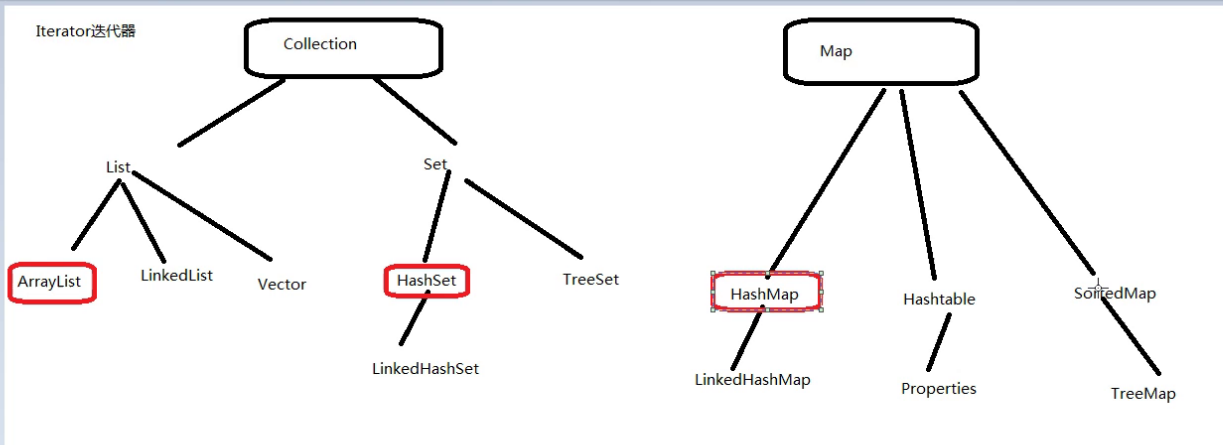 Iterator迭代器
Collection
Map
List
Set
ArrayList
LinkedList
Vector
HashSet
TreeSet
HashMap
Hashtable
SortedMap
LinkedHashSet
LinkedHashMap
Properties
TreeMap